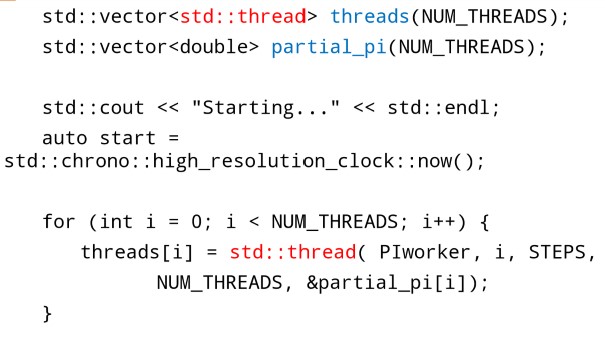 std::vector<std::thread> threads(NUM_THREADS);
std::vector<double> partial_pi(NUM_THREADS);
std::cout << "Starting..." << std::endl;
auto start =
std::chrono::high_resolution_clock::now();
for (int i = 0; i < NUM_THREADS; i++) {
threads[i] = std::thread( PIworker, i, STEPS,
NUM_THREADS, &partial_pi[i]);
}